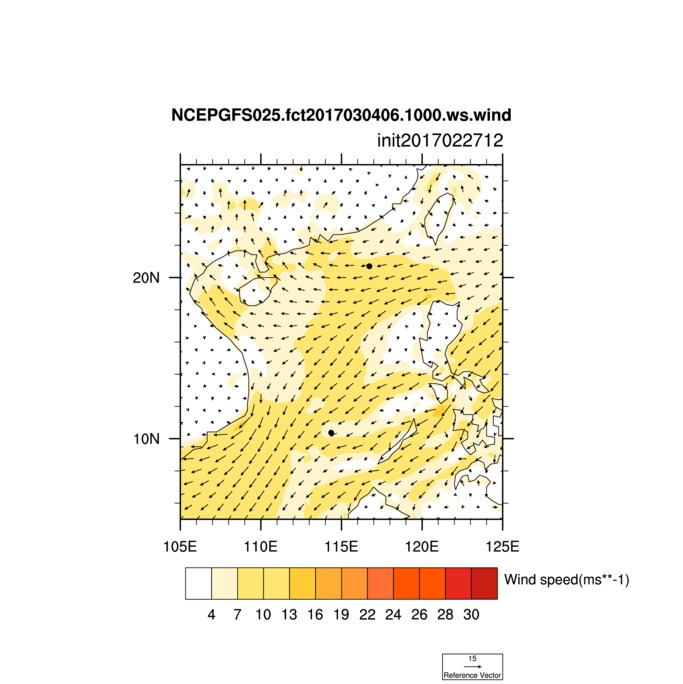 NCEPGFS025.fct2017030406.1000.ws.wind
init2017022712
20N
10N
105E 110E 115E 120E 125E
Wind speed(ms**-1)
4 7 10 13 16 19 22 24 26 28 30
15
Reference Vector